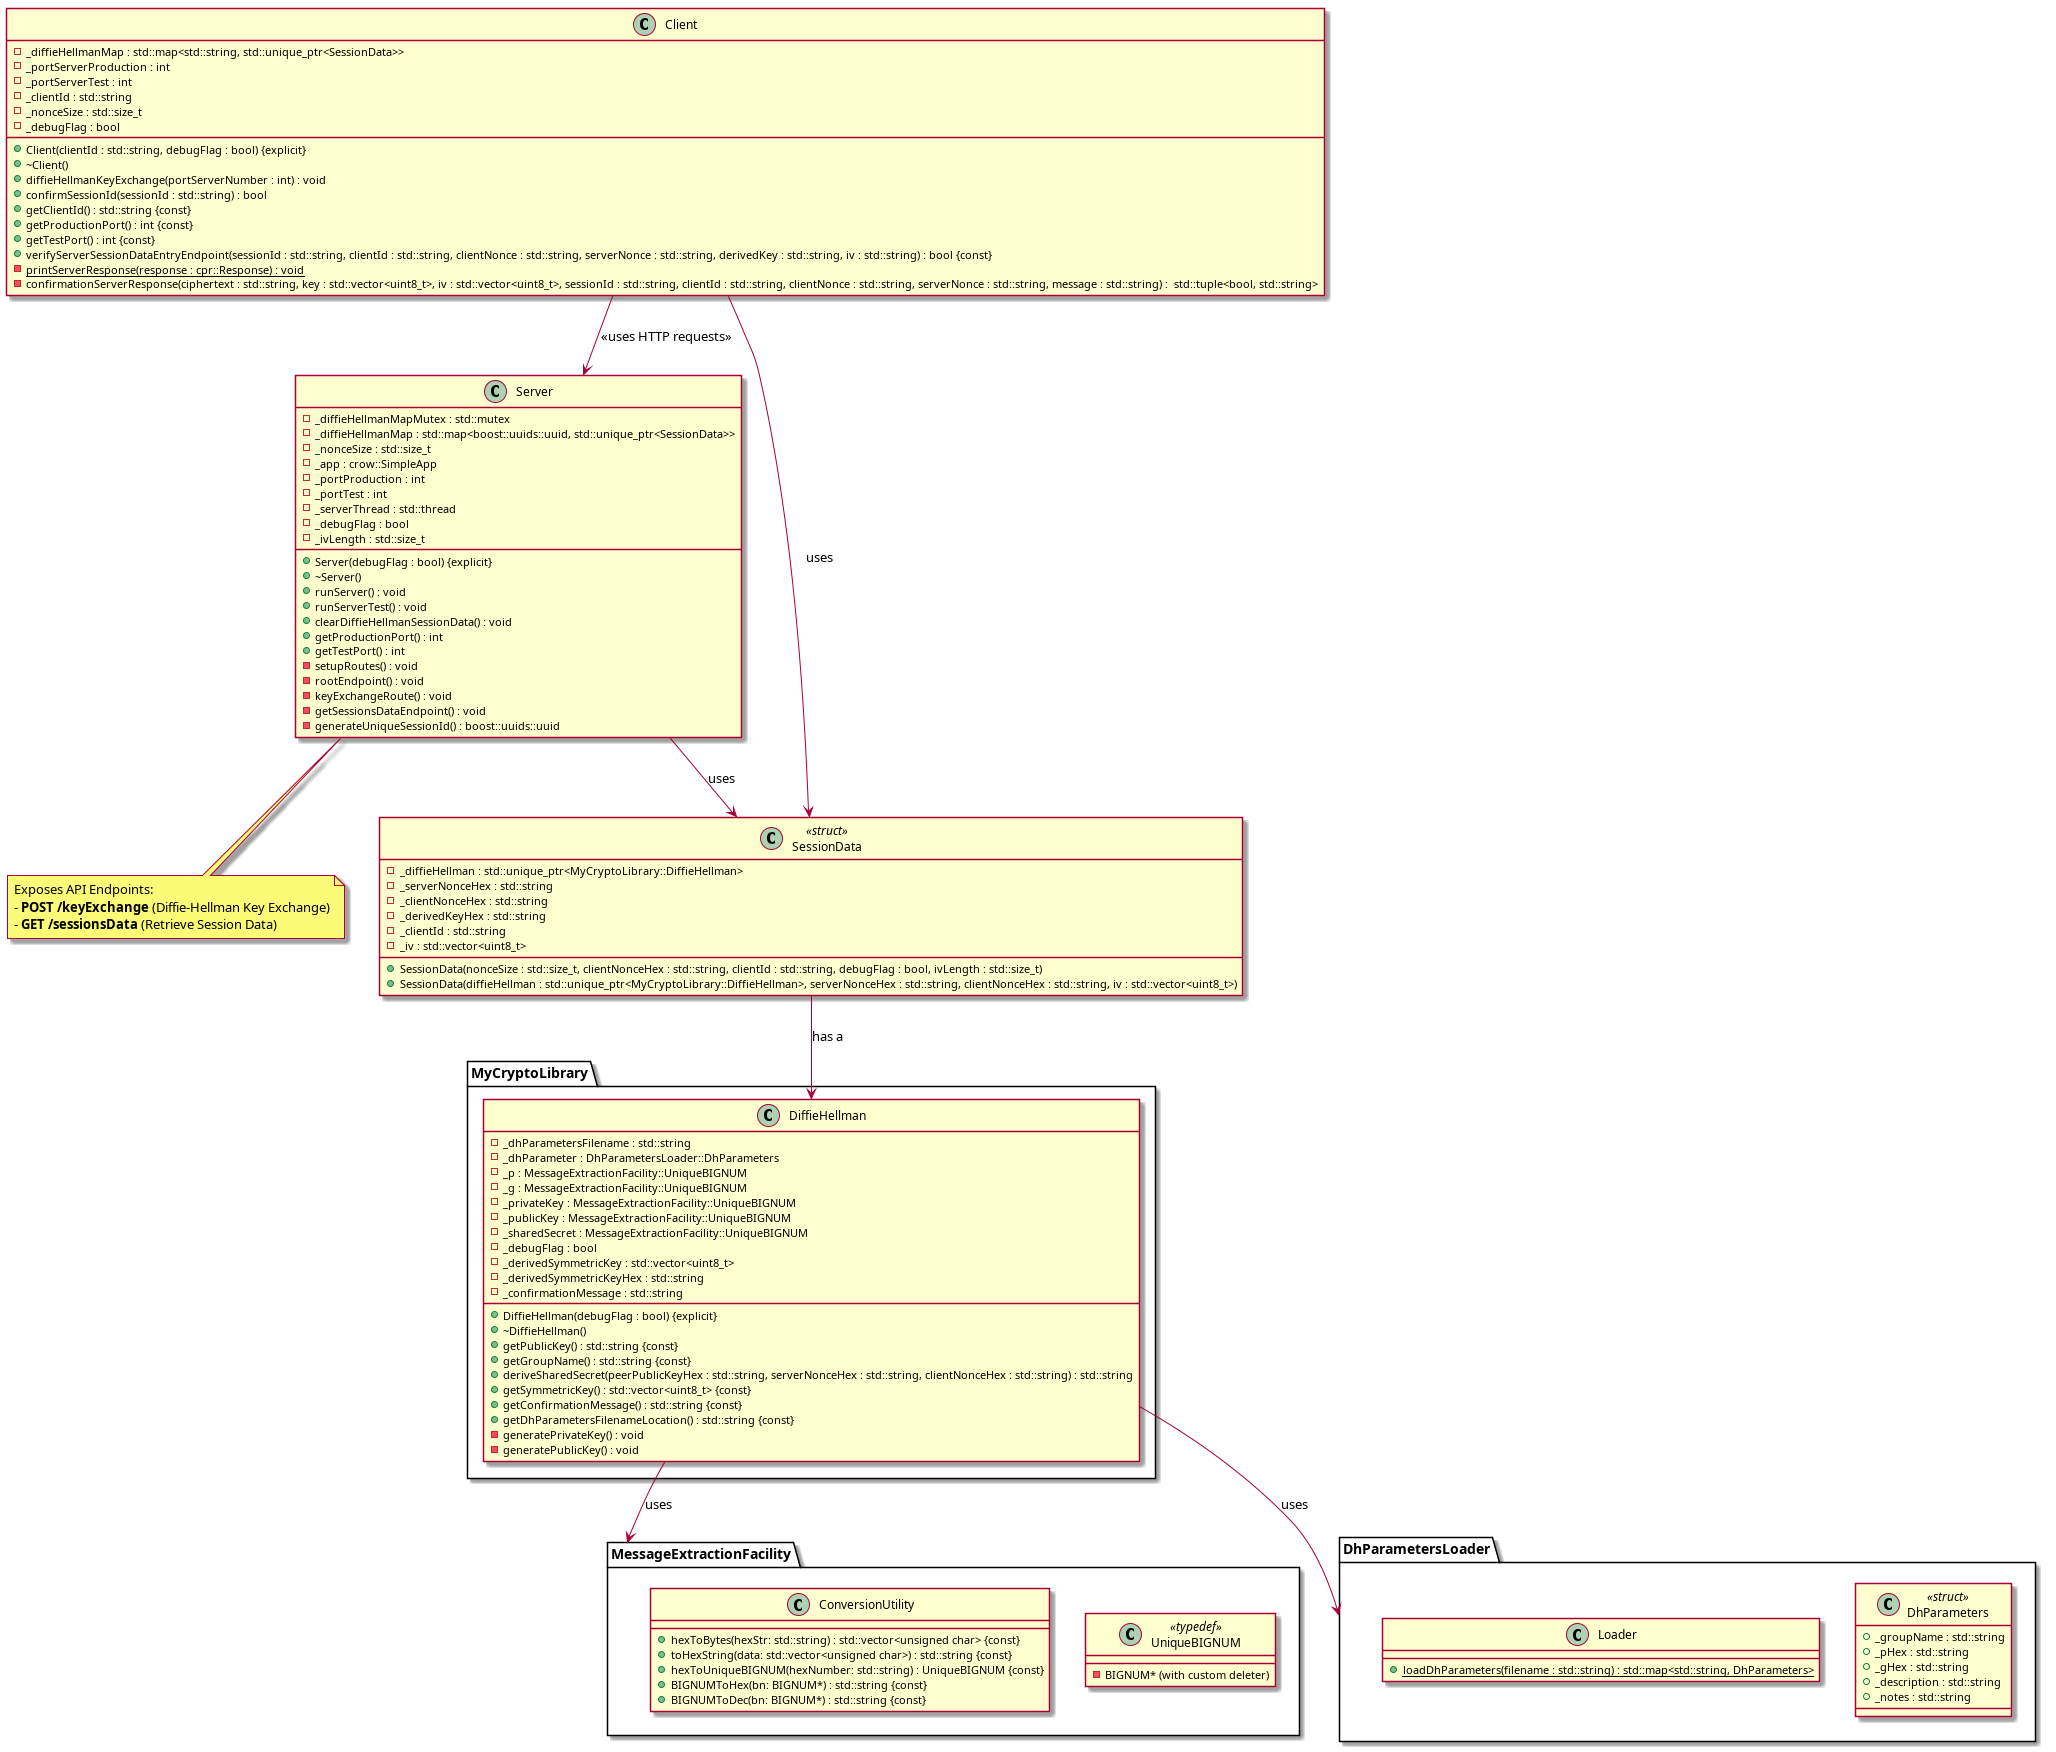 C Client
_diffieHellmanMap : std::map<std::string, std::unique_ptr<SessionData>>
_portServerProduction : int
_portServerTest : int
_clientId : std::string
_nonceSize : std::size_t
_debugFlag : bool
Client(clientId : std::string, debugFlag : bool) {explicit}
~Client()
diffieHellmanKeyExchange(portServerNumber : int) : void
confirmSessionId(sessionId : std::string) : bool
getClientId() : std::string {const}
getProductionPort() : int {const}
getTestPort() : int {const}
verifyServerSessionDataEntryEndpoint(sessionId : std::string, clientId : std::string, clientNonce : std::string, serverNonce : std::string, derivedKey : std::string, iv : std::string) : bool {const}
printServerResponse(response : cpr::Response) : void
confirmationServerResponse(ciphertext : std::string, key : std::vector<uint8_t>, iv : std::vector<uint8_t>, sessionId : std::string, clientId : std::string, clientNonce : std::string, serverNonce : std::string, message : std::string) :  std::tuple<bool, std::string>
«uses HTTP requests»
C Server
_diffieHellmanMapMutex : std::mutex
_diffieHellmanMap : std::map<boost::uuids::uuid, std::unique_ptr<SessionData>>
_nonceSize : std::size_t
_app : crow::SimpleApp
_portProduction : int
_portTest : int
_serverThread : std::thread
_debugFlag : bool
_ivLength : std::size_t
Server(debugFlag : bool) {explicit}
~Server()
runServer() : void
runServerTest() : void
clearDiffieHellmanSessionData() : void
getProductionPort() : int
getTestPort() : int
setupRoutes() : void
rootEndpoint() : void
keyExchangeRoute() : void
getSessionsDataEndpoint() : void
generateUniqueSessionId() : boost::uuids::uuid
uses
uses
Exposes API Endpoints:
- POST /keyExchange (Diffie-Hellman Key Exchange)
- GET /sessionsData (Retrieve Session Data)
«struct»
C SessionData
_diffieHellman : std::unique_ptr<MyCryptoLibrary::DiffieHellman>
_serverNonceHex : std::string
_clientNonceHex : std::string
_derivedKeyHex : std::string
_clientId : std::string
_iv : std::vector<uint8_t>
SessionData(nonceSize : std::size_t, clientNonceHex : std::string, clientId : std::string, debugFlag : bool, ivLength : std::size_t)
SessionData(diffieHellman : std::unique_ptr<MyCryptoLibrary::DiffieHellman>, serverNonceHex : std::string, clientNonceHex : std::string, iv : std::vector<uint8_t>)
has a
MyCryptoLibrary
C DiffieHellman
_dhParametersFilename : std::string
_dhParameter : DhParametersLoader::DhParameters
_p : MessageExtractionFacility::UniqueBIGNUM
_g : MessageExtractionFacility::UniqueBIGNUM
_privateKey : MessageExtractionFacility::UniqueBIGNUM
_publicKey : MessageExtractionFacility::UniqueBIGNUM
_sharedSecret : MessageExtractionFacility::UniqueBIGNUM
_debugFlag : bool
_derivedSymmetricKey : std::vector<uint8_t>
_derivedSymmetricKeyHex : std::string
_confirmationMessage : std::string
DiffieHellman(debugFlag : bool) {explicit}
~DiffieHellman()
getPublicKey() : std::string {const}
getGroupName() : std::string {const}
deriveSharedSecret(peerPublicKeyHex : std::string, serverNonceHex : std::string, clientNonceHex : std::string) : std::string
getSymmetricKey() : std::vector<uint8_t> {const}
getConfirmationMessage() : std::string {const}
getDhParametersFilenameLocation() : std::string {const}
generatePrivateKey() : void
generatePublicKey() : void
uses
uses
MessageExtractionFacility
C ConversionUtility
hexToBytes(hexStr: std::string) : std::vector<unsigned char> {const}
toHexString(data: std::vector<unsigned char>) : std::string {const}
hexToUniqueBIGNUM(hexNumber: std::string) : UniqueBIGNUM {const}
BIGNUMToHex(bn: BIGNUM*) : std::string {const}
BIGNUMToDec(bn: BIGNUM*) : std::string {const}
«typedef»
C UniqueBIGNUM
BIGNUM* (with custom deleter)
DhParametersLoader
C Loader
loadDhParameters(filename : std::string) : std::map<std::string, DhParameters>
«struct»
C DhParameters
_groupName : std::string
_pHex : std::string
_gHex : std::string
_description : std::string
_notes : std::string